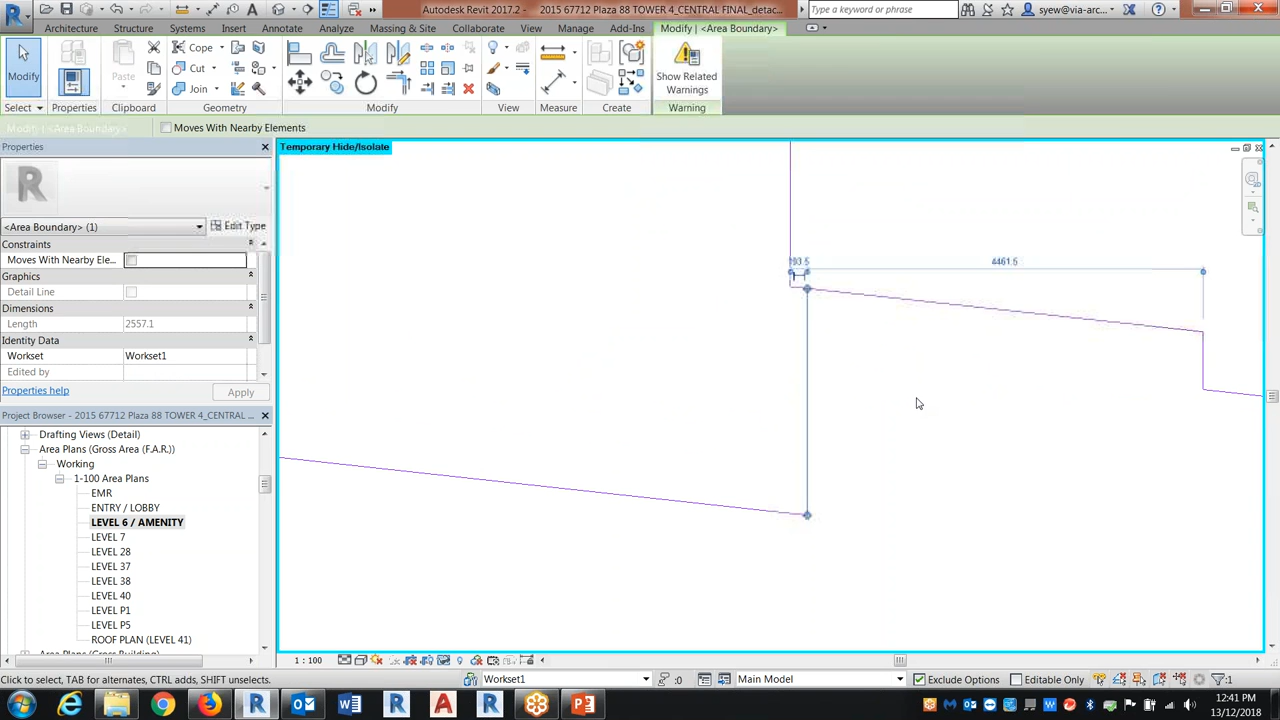 Autodesk Revit 2017.2 - 2015 67712 Plaza 88 TOWER 4_CENTRAL FINAL_detac...
Type a keyword or phrase
syew@via-arc...
Architecture Structure Systems Insert Annotate Analyze Massing & Site Collaborate View Manage Add-Ins Modify | <Area Boundary>
Modify
Paste
Cope
Cut
Join
Show Related
Warnings
Select Properties Clipboard Geometry Modify View Measure Create Warning
Modify | <Area Boundary>
Moves With Nearby Elements
Properties
Temporary Hide/Isolate
<Area Boundary> (1)
Edit Type
Constraints
Moves With Nearby Ele...
Graphics
Detail Line
Dimensions
Length 2557.1
Identity Data
Workset Workset1
Edited by
Properties help
Apply
4461.5
Project Browser - 2015 67712 Plaza 88 TOWER 4_CENTRAL ...
Drafting Views (Detail)
Area Plans (Gross Area (F.A.R.))
Working
1-100 Area Plans
EMR
ENTRY / LOBBY
LEVEL 6 / AMENITY
LEVEL 7
LEVEL 28
LEVEL 37
LEVEL 38
LEVEL 40
LEVEL P1
LEVEL P5
ROOF PLAN (LEVEL 41)
1 : 100
Click to select, TAB for alternates, CTRL adds, SHIFT unselects.
Workset1
:0
Main Model
Exclude Options
Editable Only
:1
12:41 PM
13/12/2018